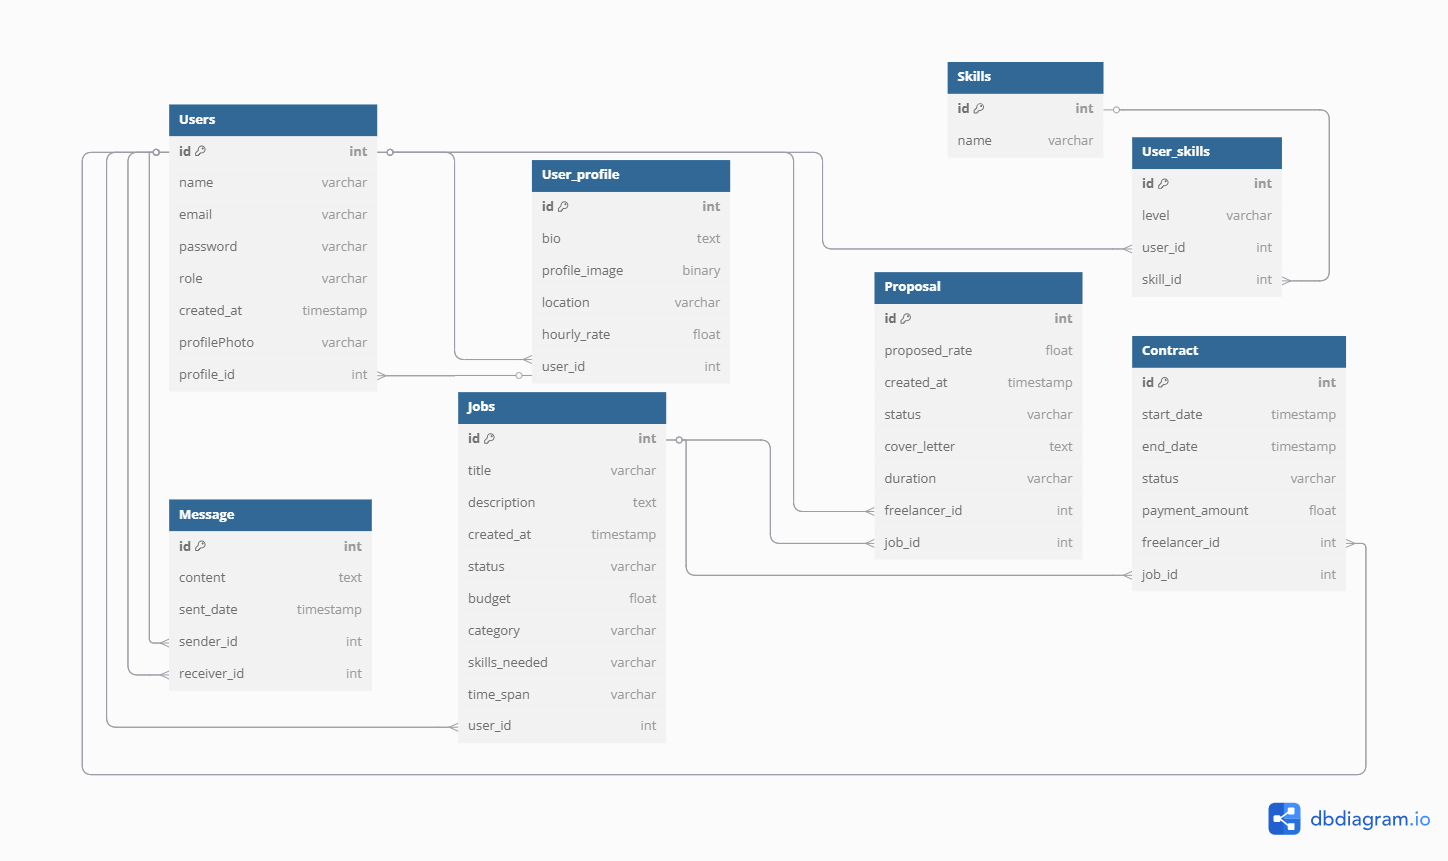 Users
id int
name varchar
email varchar
password varchar
role varchar
created_at timestamp
profilePhoto varchar
profile_id int
User_profile
id int
bio text
profile_image binary
location varchar
hourly_rate float
user_id int
Skills
id int
name varchar
User_skills
id int
level varchar
user_id int
skill_id int
Proposal
id int
proposed_rate float
created_at timestamp
status varchar
cover_letter text
duration varchar
freelancer_id int
job_id int
Contract
id int
start_date timestamp
end_date timestamp
status varchar
payment_amount float
freelancer_id int
job_id int
Jobs
id int
title varchar
description text
created_at timestamp
status varchar
budget float
category varchar
skills_needed varchar
time_span varchar
user_id int
Message
id int
content text
sent_date timestamp
sender_id int
receiver_id int
dbdiagram.io